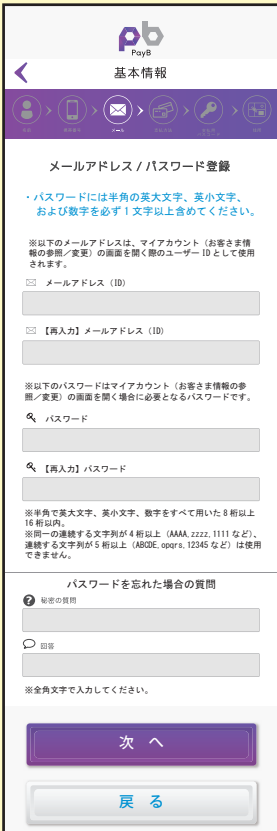 pb
PayB
基本情報
メール
メールアドレス / パスワード登録
・パスワードには半角の英大文字、英小文字、
および数字を必ず1文字以上含めてください。
※以下のメールアドレスは、マイアカウント（お客さま情
報の参照／変更）の画面を開く際のユーザーIDとして使用
されます。
メールアドレス（ID）
【再入力】メールアドレス（ID）
※以下のパスワードはマイアカウント（お客さま情報の参
照／変更）の画面を開く場合に必要となるパスワードです。
パスワード
【再入力】パスワード
※半角で英大文字、英小文字、数字をすべて用いた8桁以上
16桁以内。
※同一の連続する文字列が4桁以上（AAAA,zzzz,1111など）、
連続する文字列が5桁以上（ABCDE,opqrs,12345など）は使用
できません。
パスワードを忘れた場合の質問
秘密の質問
回答
※全角文字で入力してください。
次 へ
戻 る